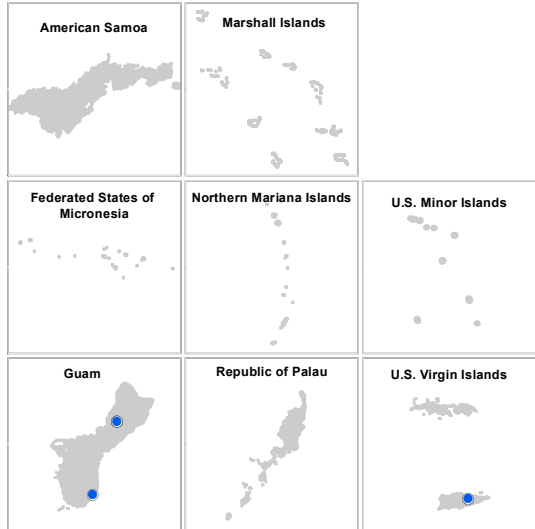 American Samoa
Marshall Islands
Federated States of
Micronesia
Northern Mariana Islands
U.S. Minor Islands
Guam
Republic of Palau
U.S. Virgin Islands